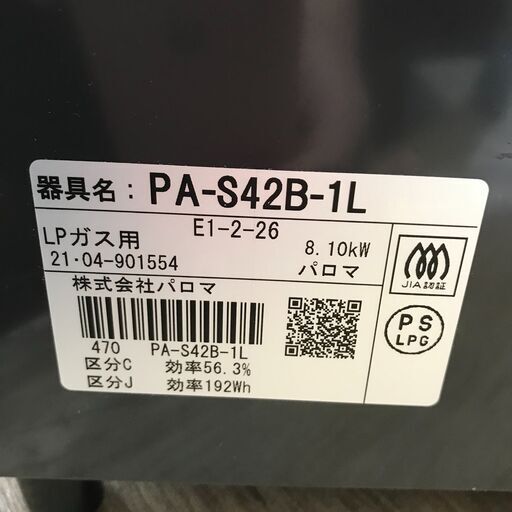 器具名：PA-S42B-1L
E1-2-26
LPガス用 8.10kW
21・04-901554 パロマ
株式会社パロマ
470 PA-S42B-1L
区分C 効率56.3%
区分J 効率192Wh
JIA認証
PS
LPG